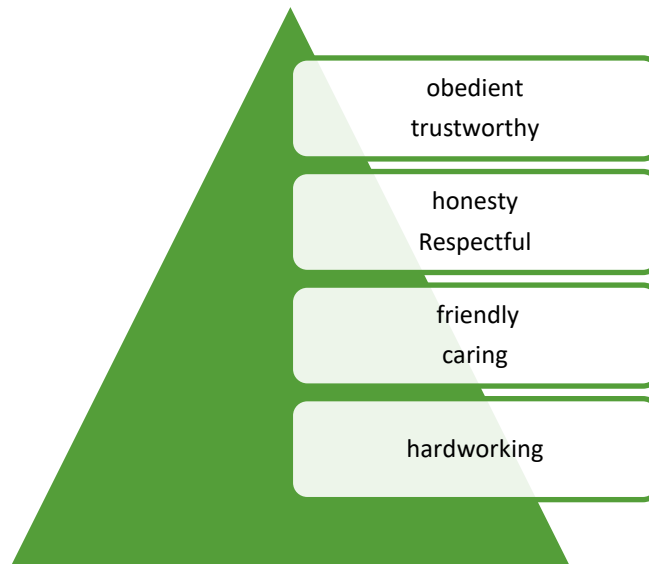 obedient
trustworthy
honesty
Respectful
friendly
caring
hardworking